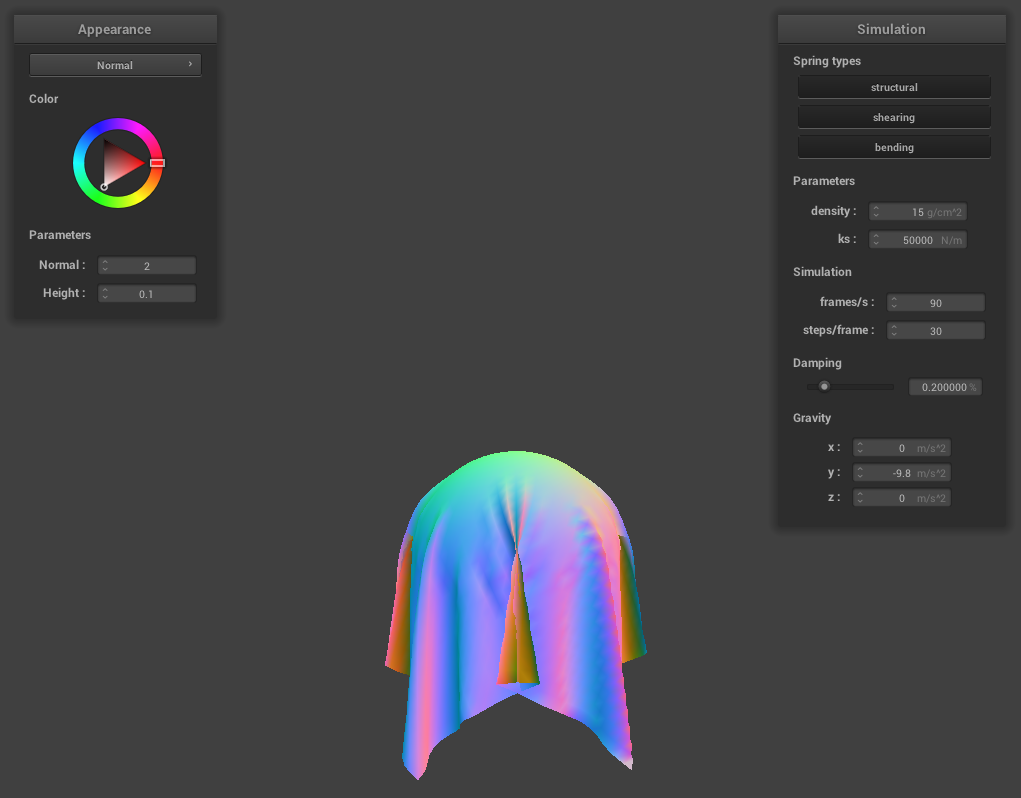 Appearance
Normal
Color
Parameters
Normal : 2
Height : 0.1
Simulation
Spring types
structural
shearing
bending
Parameters
density : 15 g/cm^2
ks : 50000 N/m
Simulation
frames/s : 90
steps/frame : 30
Damping
0.200000 %
Gravity
x : 0 m/s^2
y : -9.8 m/s^2
z : 0 m/s^2